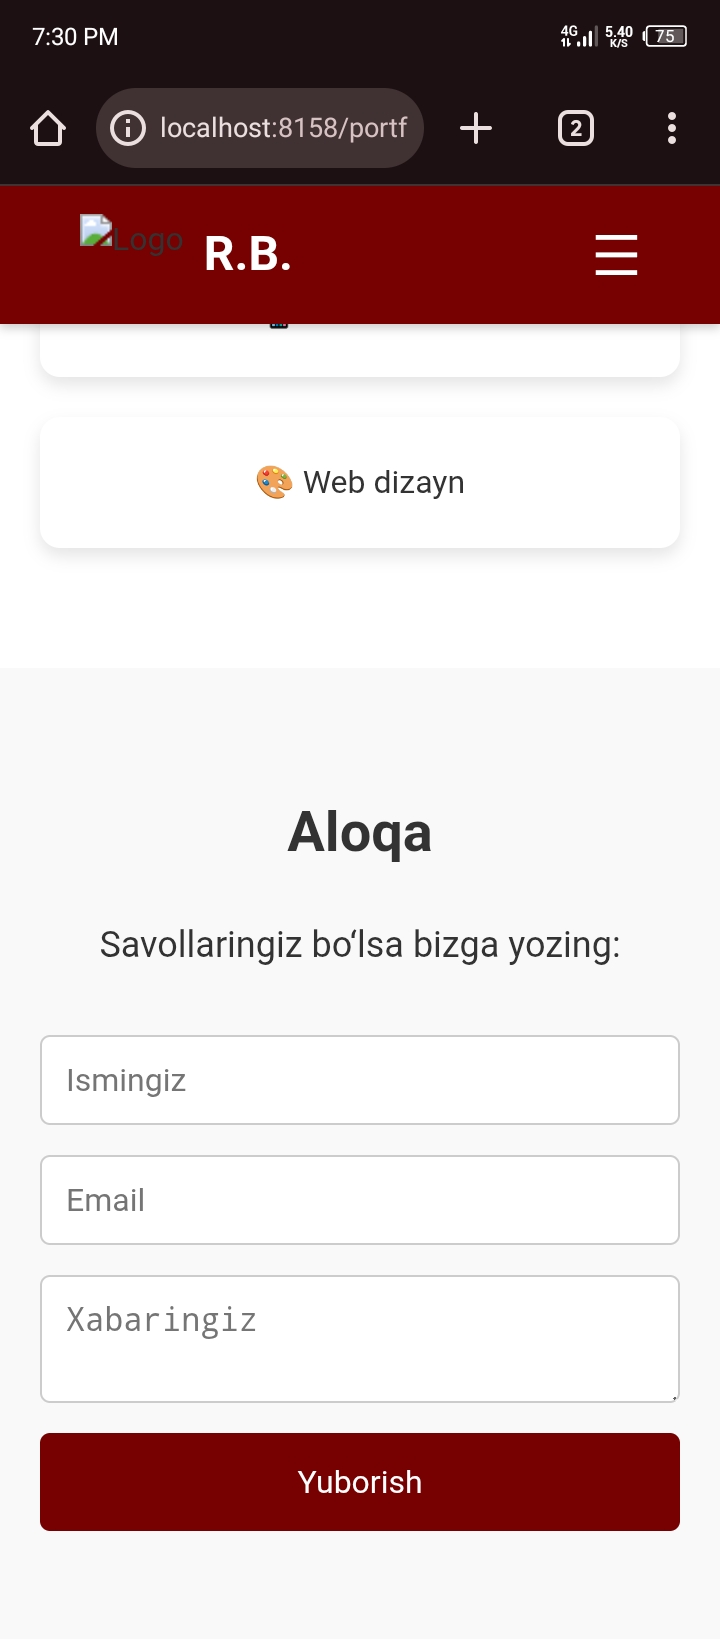 7:30 PM
4G 5.40 K/S 75
localhost:8158/portf
2
Logo R.B.
🎨 Web dizayn
Aloqa
Savollaringiz bo‘lsa bizga yozing:
Ismingiz
Email
Xabaringiz
Yuborish